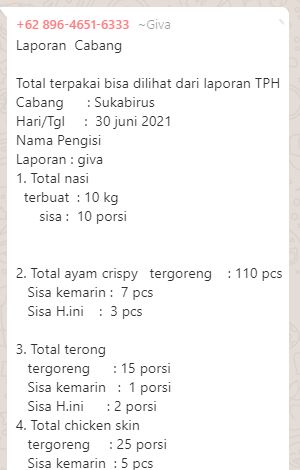 +62 896-4651-6333 ~Giva
Laporan Cabang
Total terpakai bisa dilihat dari laporan TPH
Cabang : Sukabirus
Hari/Tgl : 30 juni 2021
Nama Pengisi
Laporan : giva
1. Total nasi
terbuat : 10 kg
sisa : 10 porsi
2. Total ayam crispy tergoreng : 110 pcs
Sisa kemarin : 7 pcs
Sisa H.ini : 3 pcs
3. Total terong
tergoreng : 15 porsi
Sisa kemarin : 1 porsi
Sisa H.ini : 2 porsi
4. Total chicken skin
tergoreng : 25 porsi
Sisa kemarin : 5 pcs